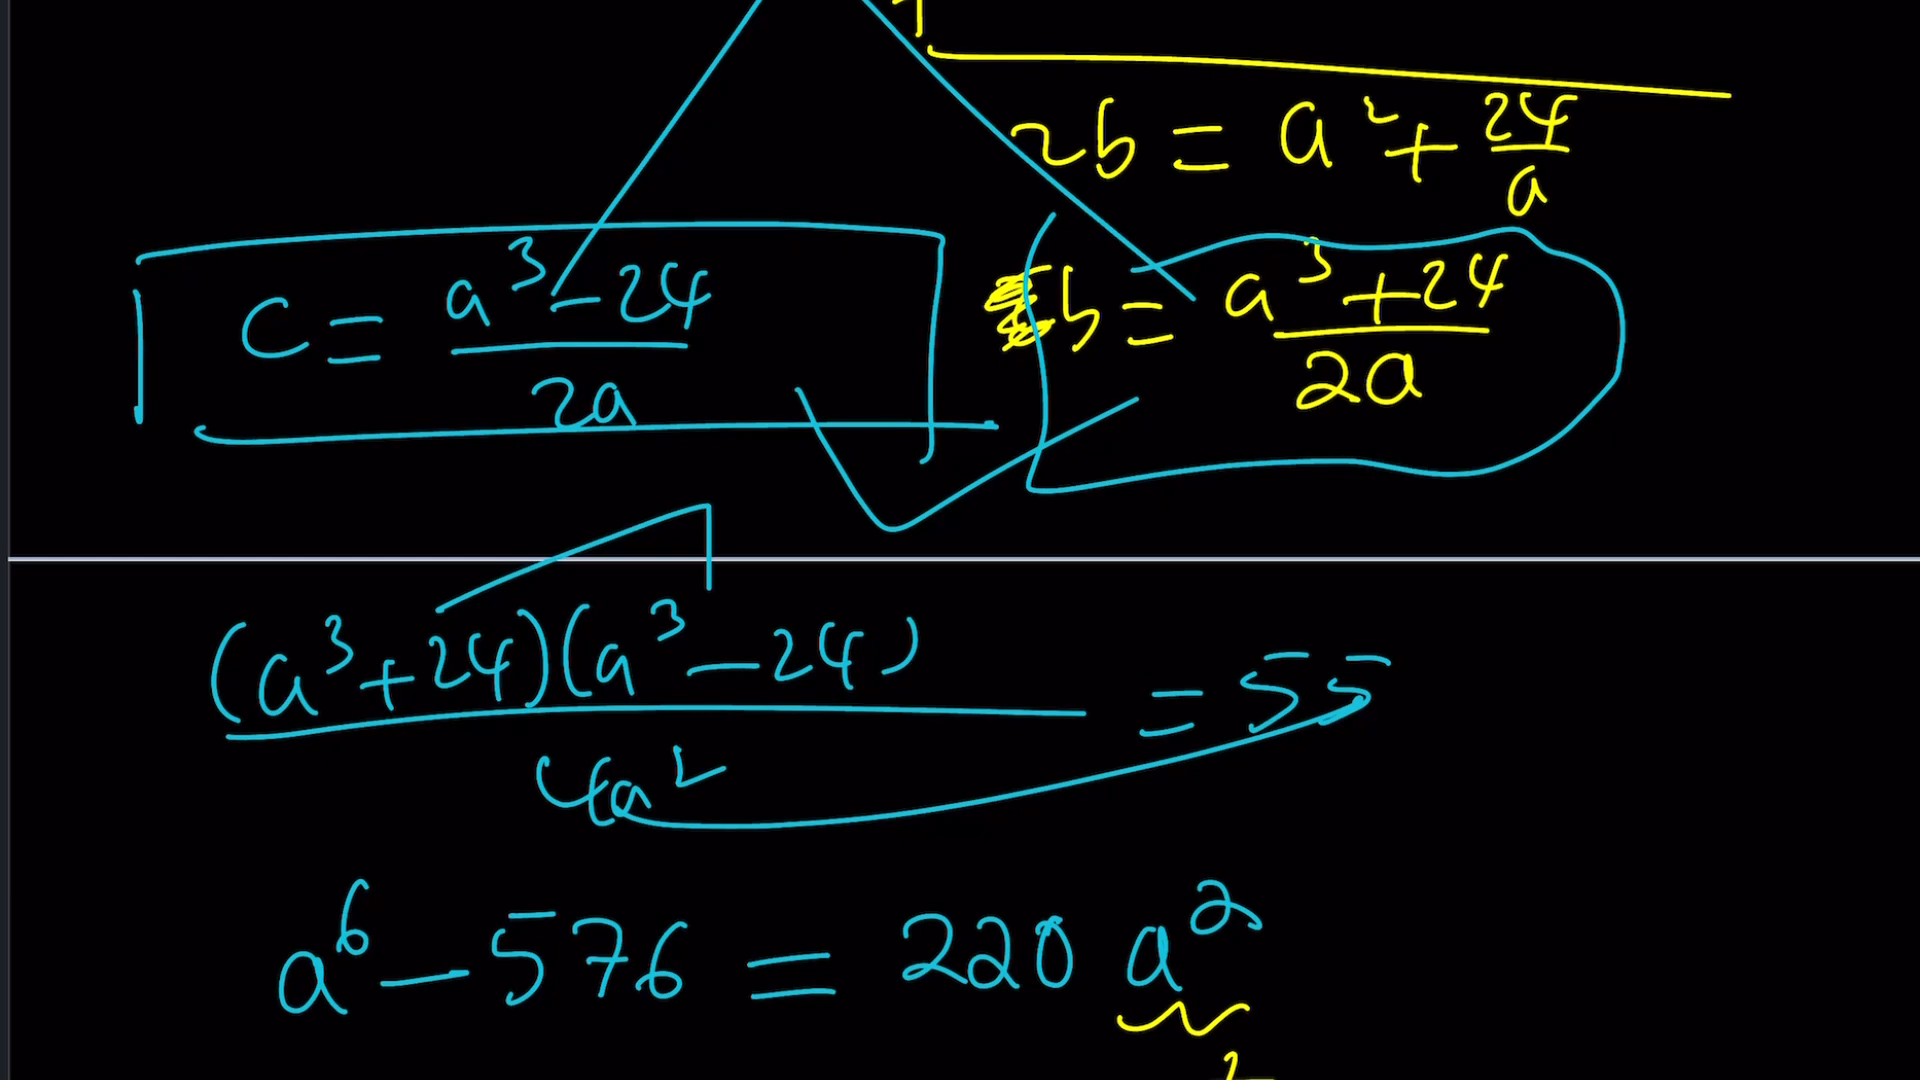 2b = a² + 24/a
c = (a³ - 24)/2a
b = (a³ + 24)/2a
(a³ + 24)(a³ - 24)/4a² = 55
a⁶ - 576 = 220 a²